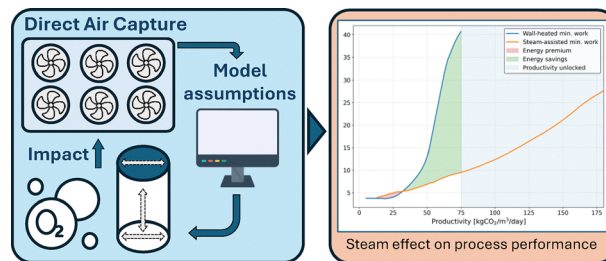 Direct Air Capture
Model
assumptions
Impact
O₂
Wall-heated min. work
Steam-assisted min. work
Energy premium
Energy savings
Productivity unlocked
40
35
30
25
20
15
10
5
0
25
50
75
100
125
150
175
Productivity [kgCO₂/m³/day]
Steam effect on process performance